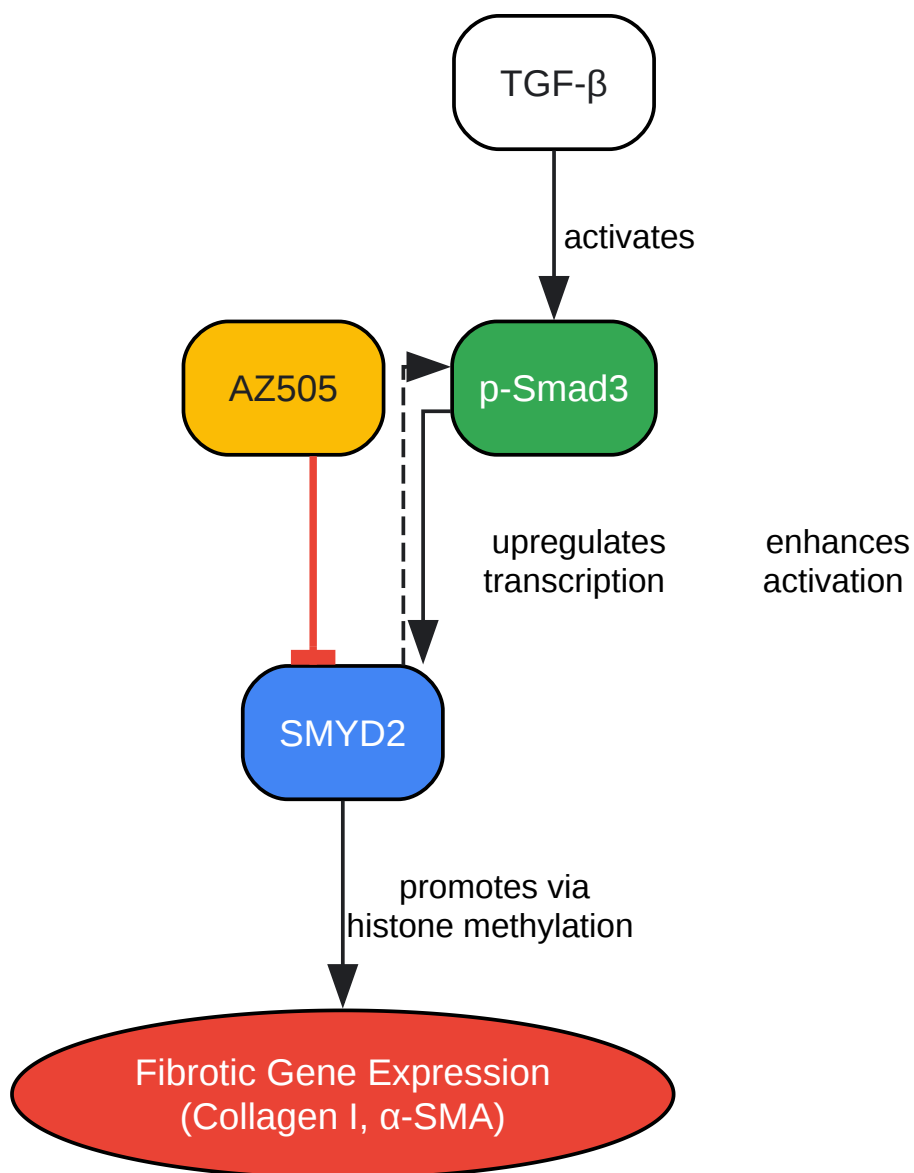 TGF-β
activates
AZ505
p-Smad3
upregulates
transcription
enhances
activation
SMYD2
promotes via
histone methylation
Fibrotic Gene Expression
(Collagen I, α-SMA)